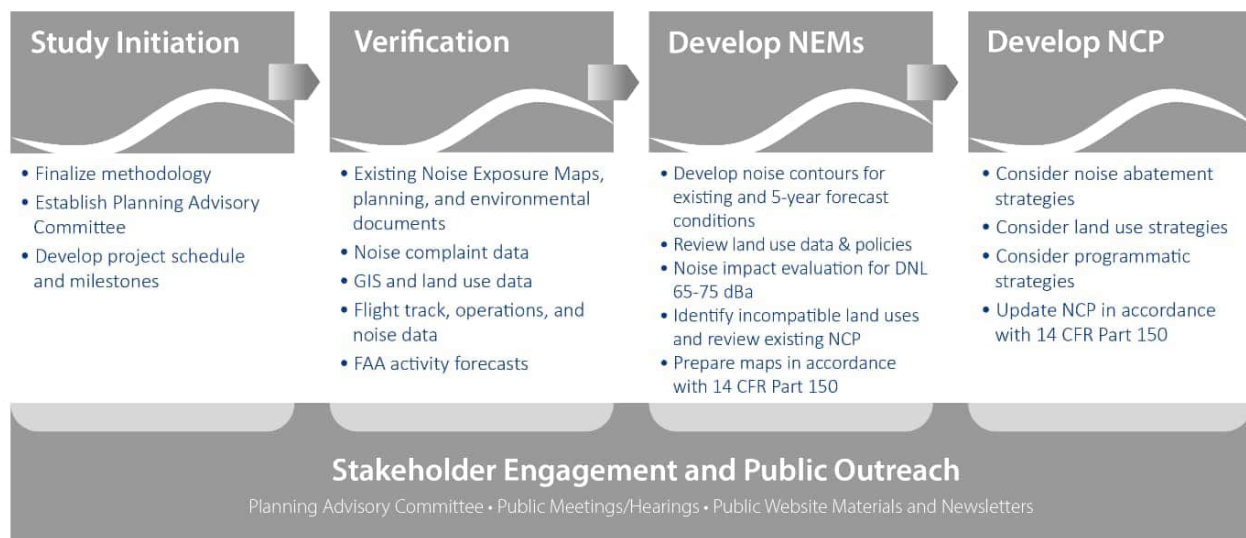 Study Initiation
• Finalize methodology
• Establish Planning Advisory
Committee
• Develop project schedule
and milestones
Verification
• Existing Noise Exposure Maps,
planning, and environmental
documents
• Noise complaint data
• GIS and land use data
• Flight track, operations, and
noise data
• FAA activity forecasts
Develop NEMs
• Develop noise contours for
existing and 5-year forecast
conditions
• Review land use data & policies
• Noise impact evaluation for DNL
65-75 dBa
• Identify incompatible land uses
and review existing NCP
• Prepare maps in accordance
with 14 CFR Part 150
Develop NCP
• Consider noise abatement
strategies
• Consider land use strategies
• Consider programmatic
strategies
• Update NCP in accordance
with 14 CFR Part 150
Stakeholder Engagement and Public Outreach
Planning Advisory Committee • Public Meetings/Hearings • Public Website Materials and Newsletters